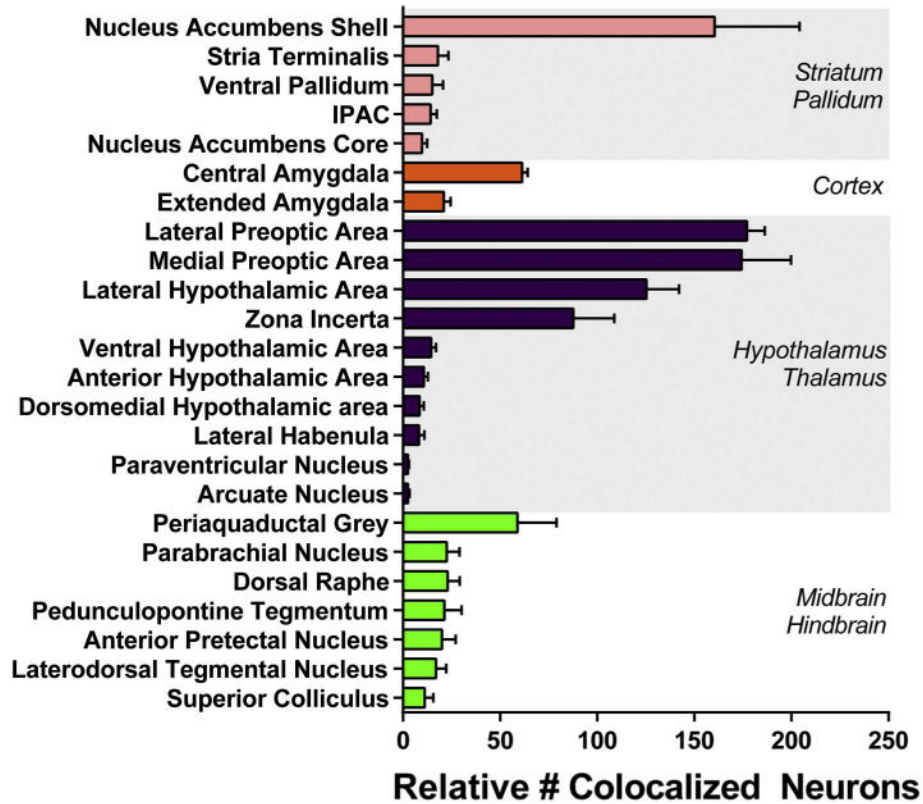 Nucleus Accumbens Shell
Stria Terminalis
Ventral Pallidum
IPAC
Nucleus Accumbens Core
Central Amygdala
Extended Amygdala
Lateral Preoptic Area
Medial Preoptic Area
Lateral Hypothalamic Area
Zona Incerta
Ventral Hypothalamic Area
Anterior Hypothalamic Area
Dorsomedial Hypothalamic area
Lateral Habenula
Paraventricular Nucleus
Arcuate Nucleus
Periaquaductal Grey
Parabrachial Nucleus
Dorsal Raphe
Pedunculopontine Tegmentum
Anterior Pretectal Nucleus
Laterodorsal Tegmental Nucleus
Superior Colliculus
Striatum
Pallidum
Cortex
Hypothalamus
Thalamus
Midbrain
Hindbrain
0 50 100 150 200 250
Relative # Colocalized Neurons